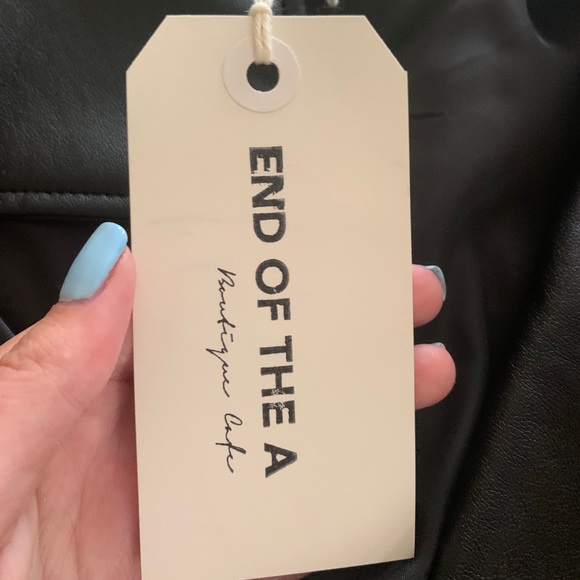 END OF THE A
Boutique Cafe